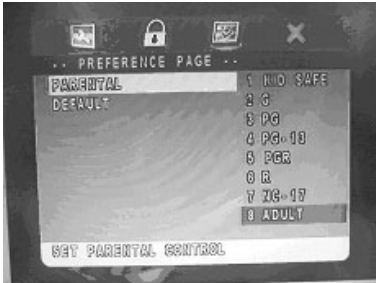 -- PREFERENCE PAGE --
PARENTAL
DEFAULT
1 KID SAFE
2 G
3 PG
4 PG-13
5 PGR
6 R
7 NC-17
8 ADULT
SET PARENTAL CONTROL